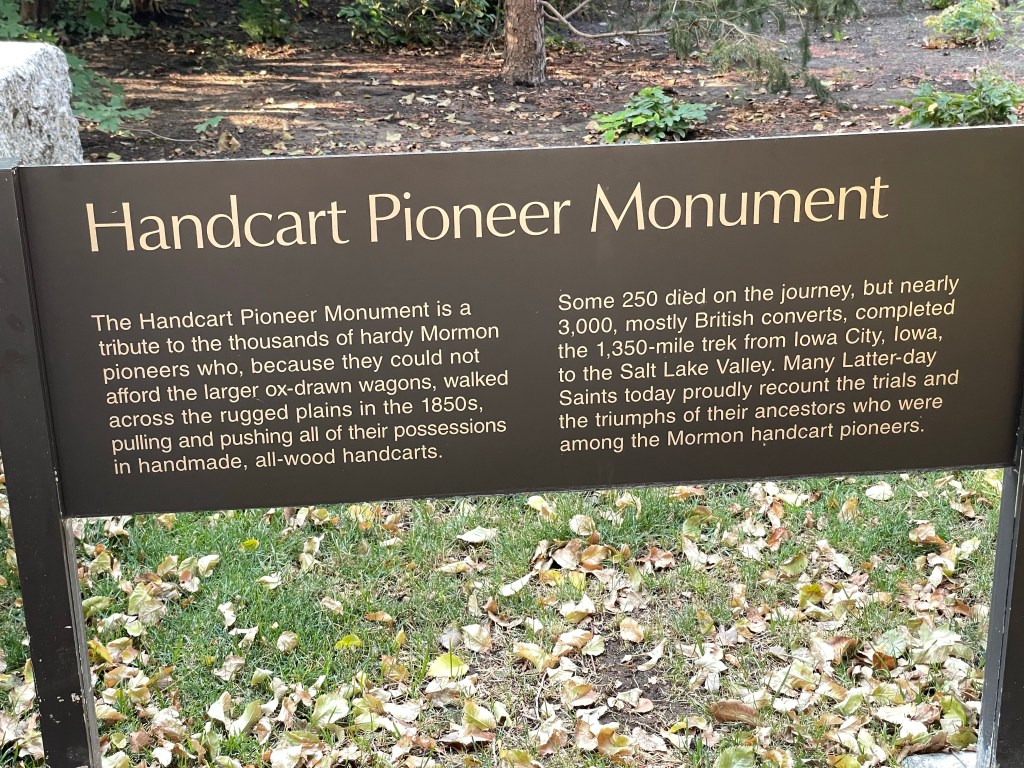 Handcart Pioneer Monument
The Handcart Pioneer Monument is a
tribute to the thousands of hardy Mormon
pioneers who, because they could not
afford the larger ox-drawn wagons, walked
across the rugged plains in the 1850s,
pulling and pushing all of their possessions
in handmade, all-wood handcarts.
Some 250 died on the journey, but nearly
3,000, mostly British converts, completed
the 1,350-mile trek from Iowa City, Iowa,
to the Salt Lake Valley. Many Latter-day
Saints today proudly recount the trials and
the triumphs of their ancestors who were
among the Mormon handcart pioneers.